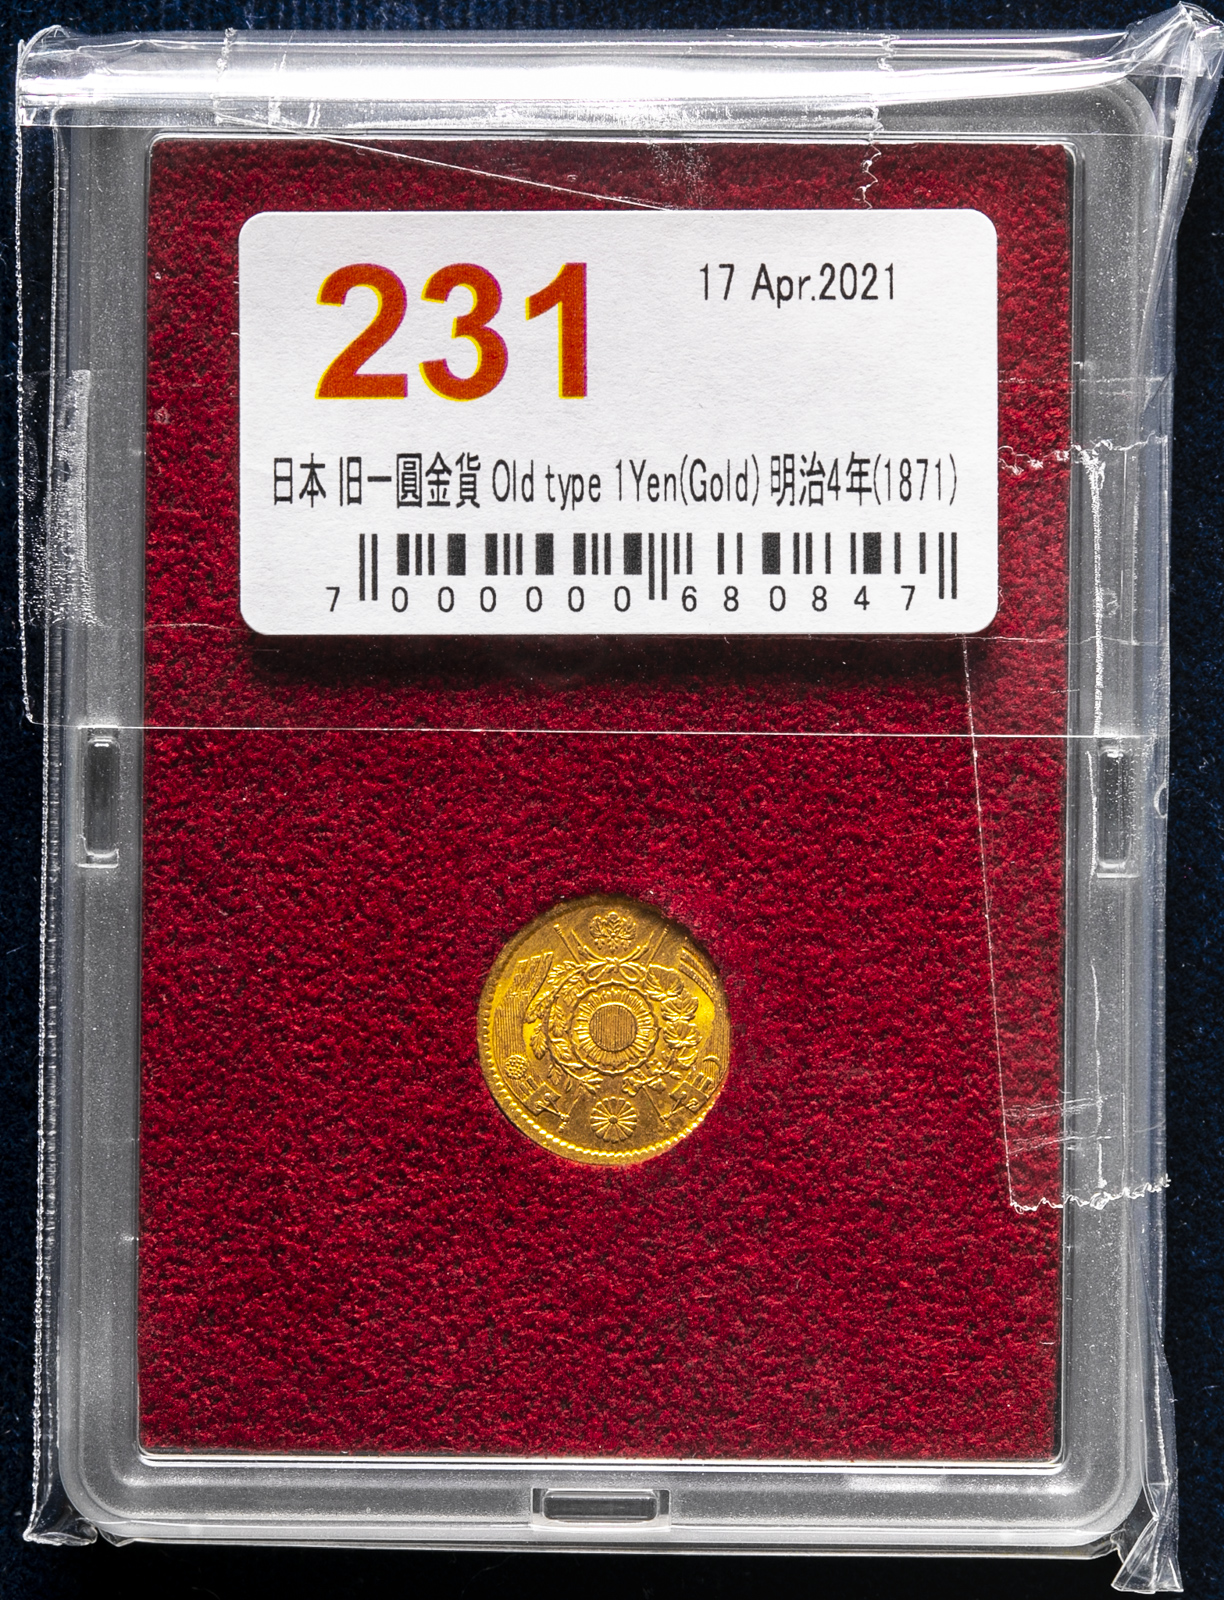 231
17 Apr.2021
日本 旧一圓金貨 Old type 1Yen(Gold) 明治4年(1871)
7 000000 680847